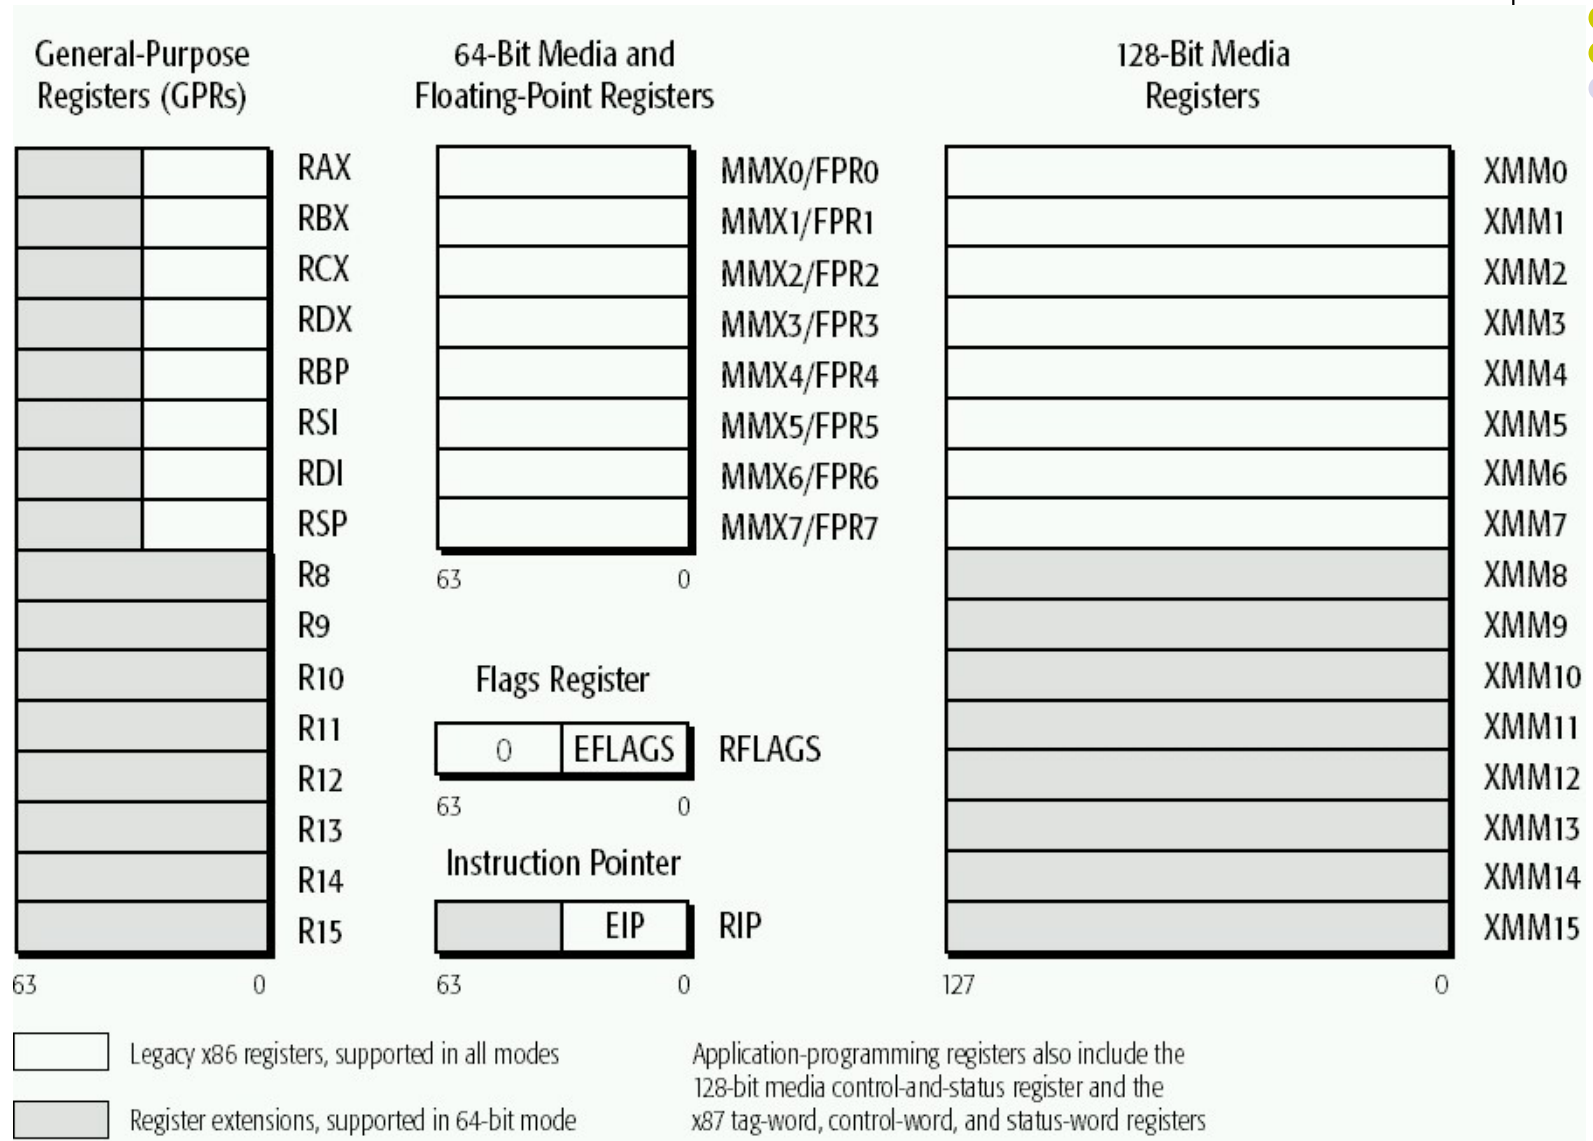 General-Purpose
Registers (GPRs)
RAX
RBX
RCX
RDX
RBP
RSI
RDI
RSP
R8
R9
R10
R11
R12
R13
R14
R15
63 0
64-Bit Media and
Floating-Point Registers
MMX0/FPR0
MMX1/FPR1
MMX2/FPR2
MMX3/FPR3
MMX4/FPR4
MMX5/FPR5
MMX6/FPR6
MMX7/FPR7
63 0
Flags Register
0 EFLAGS RFLAGS
63 0
Instruction Pointer
EIP RIP
63 0
128-Bit Media
Registers
XMM0
XMM1
XMM2
XMM3
XMM4
XMM5
XMM6
XMM7
XMM8
XMM9
XMM10
XMM11
XMM12
XMM13
XMM14
XMM15
127 0
Legacy x86 registers, supported in all modes
Register extensions, supported in 64-bit mode
Application-programming registers also include the
128-bit media control-and-status register and the
x87 tag-word, control-word, and status-word registers